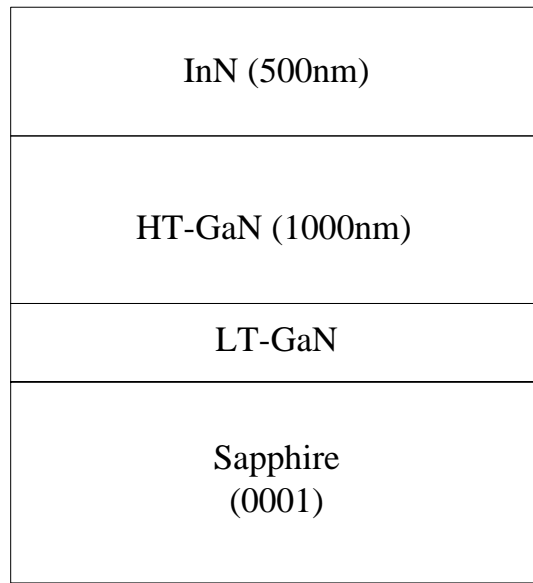 InN (500nm)
HT-GaN (1000nm)
LT-GaN
Sapphire
(0001)